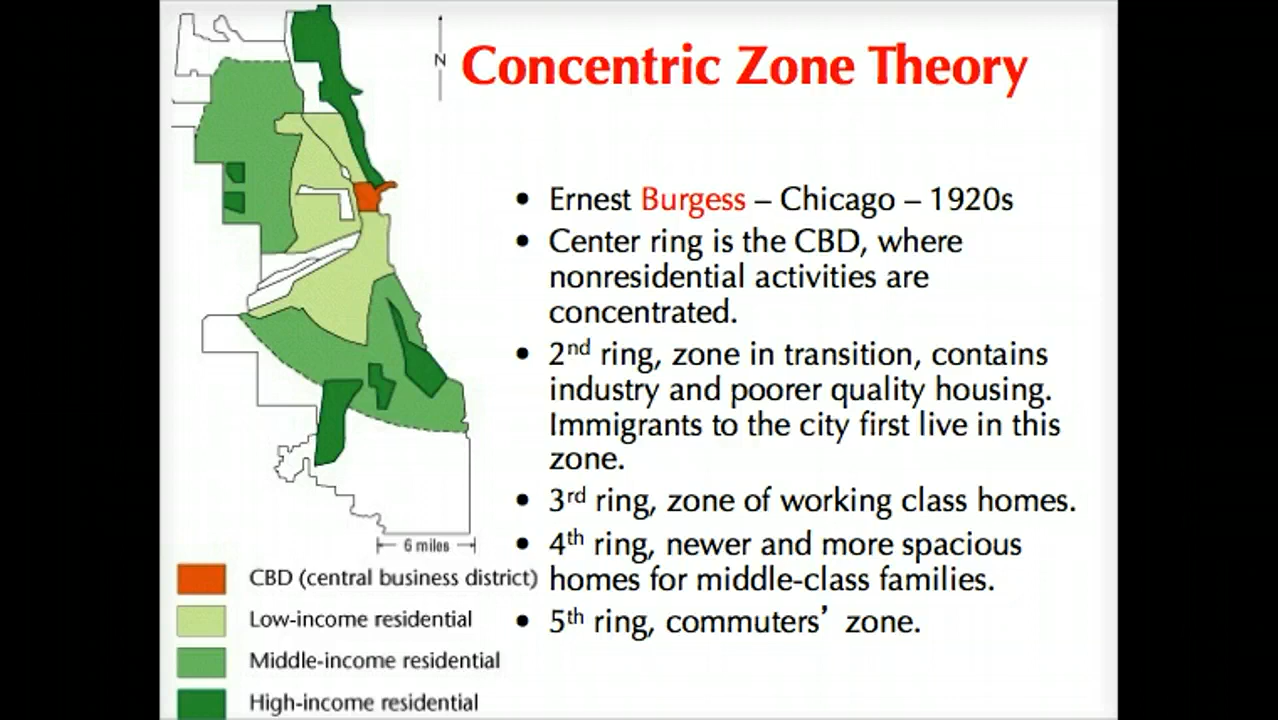 Concentric Zone Theory
N
• Ernest Burgess – Chicago – 1920s
• Center ring is the CBD, where
nonresidential activities are
concentrated.
• 2nd ring, zone in transition, contains
industry and poorer quality housing.
Immigrants to the city first live in this
zone.
• 3rd ring, zone of working class homes.
• 4th ring, newer and more spacious
homes for middle-class families.
• 5th ring, commuters’ zone.
6 miles
CBD (central business district)
Low-income residential
Middle-income residential
High-income residential